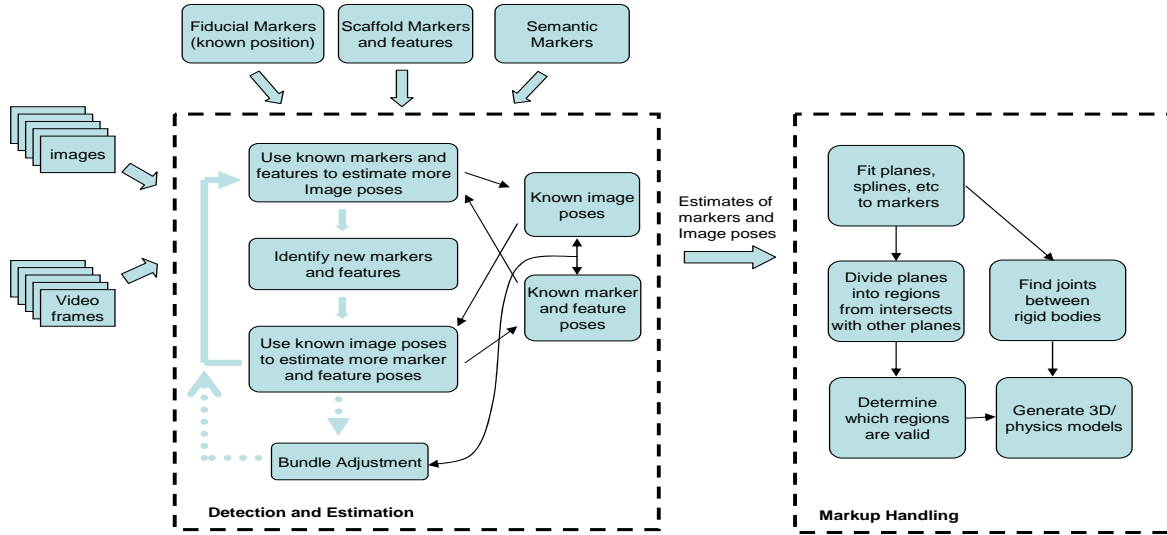 Fiducial Markers
(known position)
Scaffold Markers
and features
Semantic
Markers
images
Video
frames
Use known markers and
features to estimate more
Image poses
Identify new markers
and features
Use known image poses
to estimate more marker
and feature poses
Bundle Adjustment
Known image
poses
Known marker
and feature
poses
Detection and Estimation
Estimates of
markers and
Image poses
Fit planes,
splines, etc
to markers
Divide planes
into regions
from intersects
with other planes
Find joints
between
rigid bodies
Determine
which regions
are valid
Generate 3D/
physics models
Markup Handling